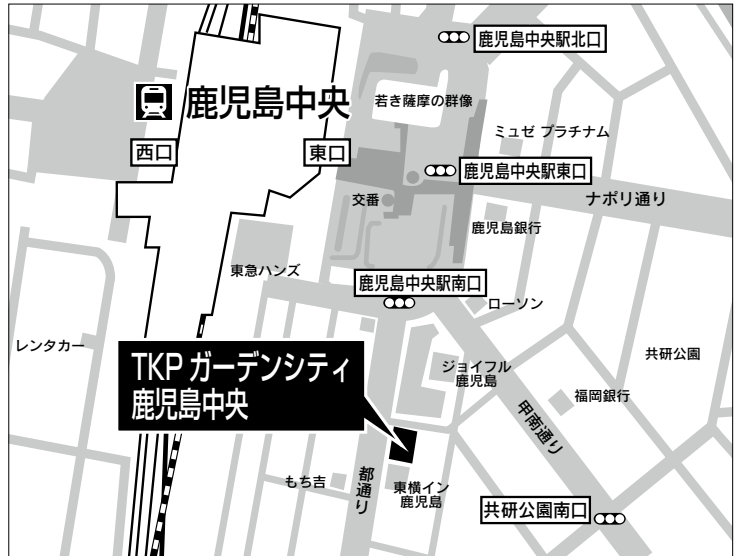 鹿児島中央駅北口
鹿児島中央
若き薩摩の群像
ミュゼ プラチナム
西口
東口
鹿児島中央駅東口
交番
ナポリ通り
鹿児島銀行
東急ハンズ
鹿児島中央駅南口
ローソン
レンタカー
TKP ガーデンシティ
鹿児島中央
ジョイフル
鹿児島
共研公園
福岡銀行
甲南通り
もち吉
都通り
東横イン
鹿児島
共研公園南口